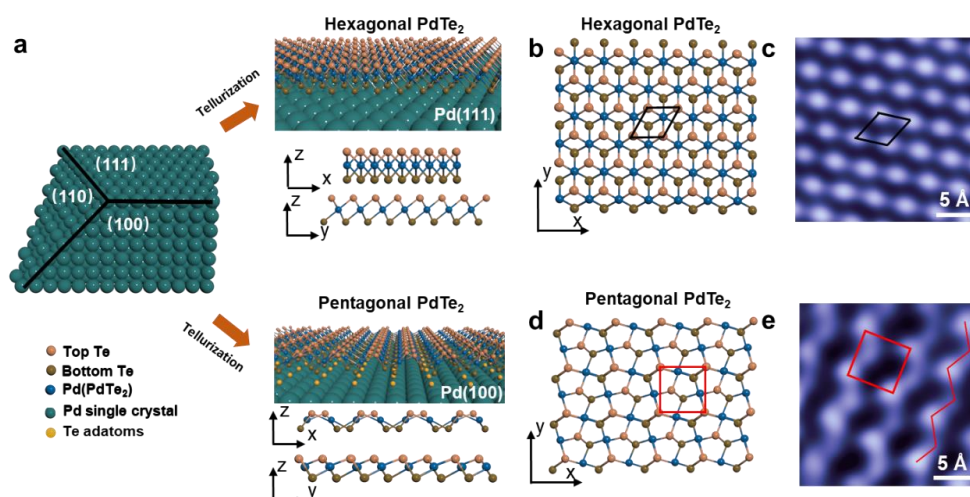 a
(111)
(110)
(100)
Tellurization
Tellurization
Top Te
Bottom Te
Pd(PdTe₂)
Pd single crystal
Te adatoms
Hexagonal PdTe₂
Pd(111)
z
x
z
y
Pentagonal PdTe₂
Pd(100)
z
x
z
y
b
Hexagonal PdTe₂
y
x
c
5 Å
d
Pentagonal PdTe₂
y
x
e
5 Å